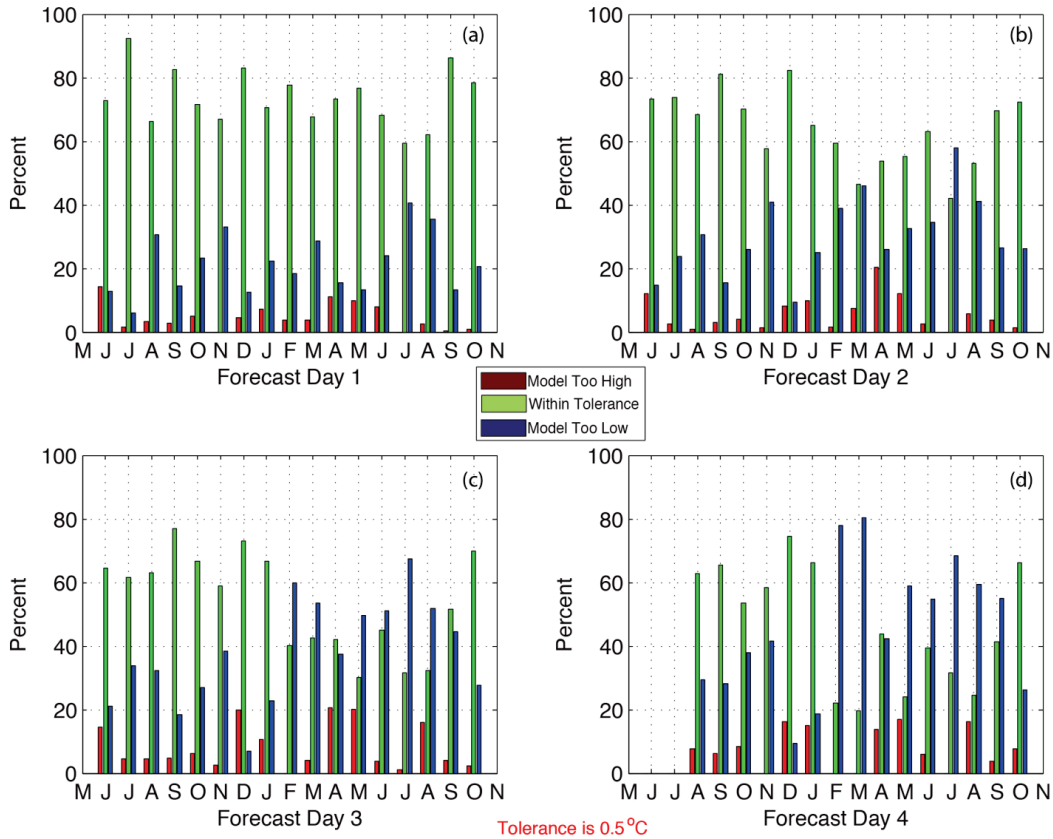 (a)
100
80
60
40
20
0
Percent
M J J A S O N D J F M A M J J A S O N
Forecast Day 1
(b)
100
80
60
40
20
0
Percent
M J J A S O N D J F M A M J J A S O N
Forecast Day 2
Model Too High
Within Tolerance
Model Too Low
(c)
100
80
60
40
20
0
Percent
M J J A S O N D J F M A M J J A S O N
Forecast Day 3
(d)
100
80
60
40
20
0
Percent
M J J A S O N D J F M A M J J A S O N
Forecast Day 4
Tolerance is 0.5 °C